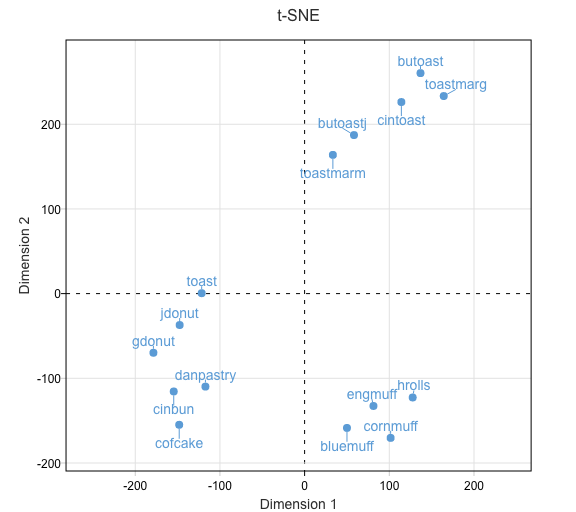 t-SNE
butoast
toastmarg
cintoast
butoastj
toastmarm
toast
jdonut
gdonut
danpastry
cinbun
cofcake
hrolls
engmuff
cornmuff
bluemuff
200
100
0
-100
-200
-200 -100 0 100 200
Dimension 1
Dimension 2